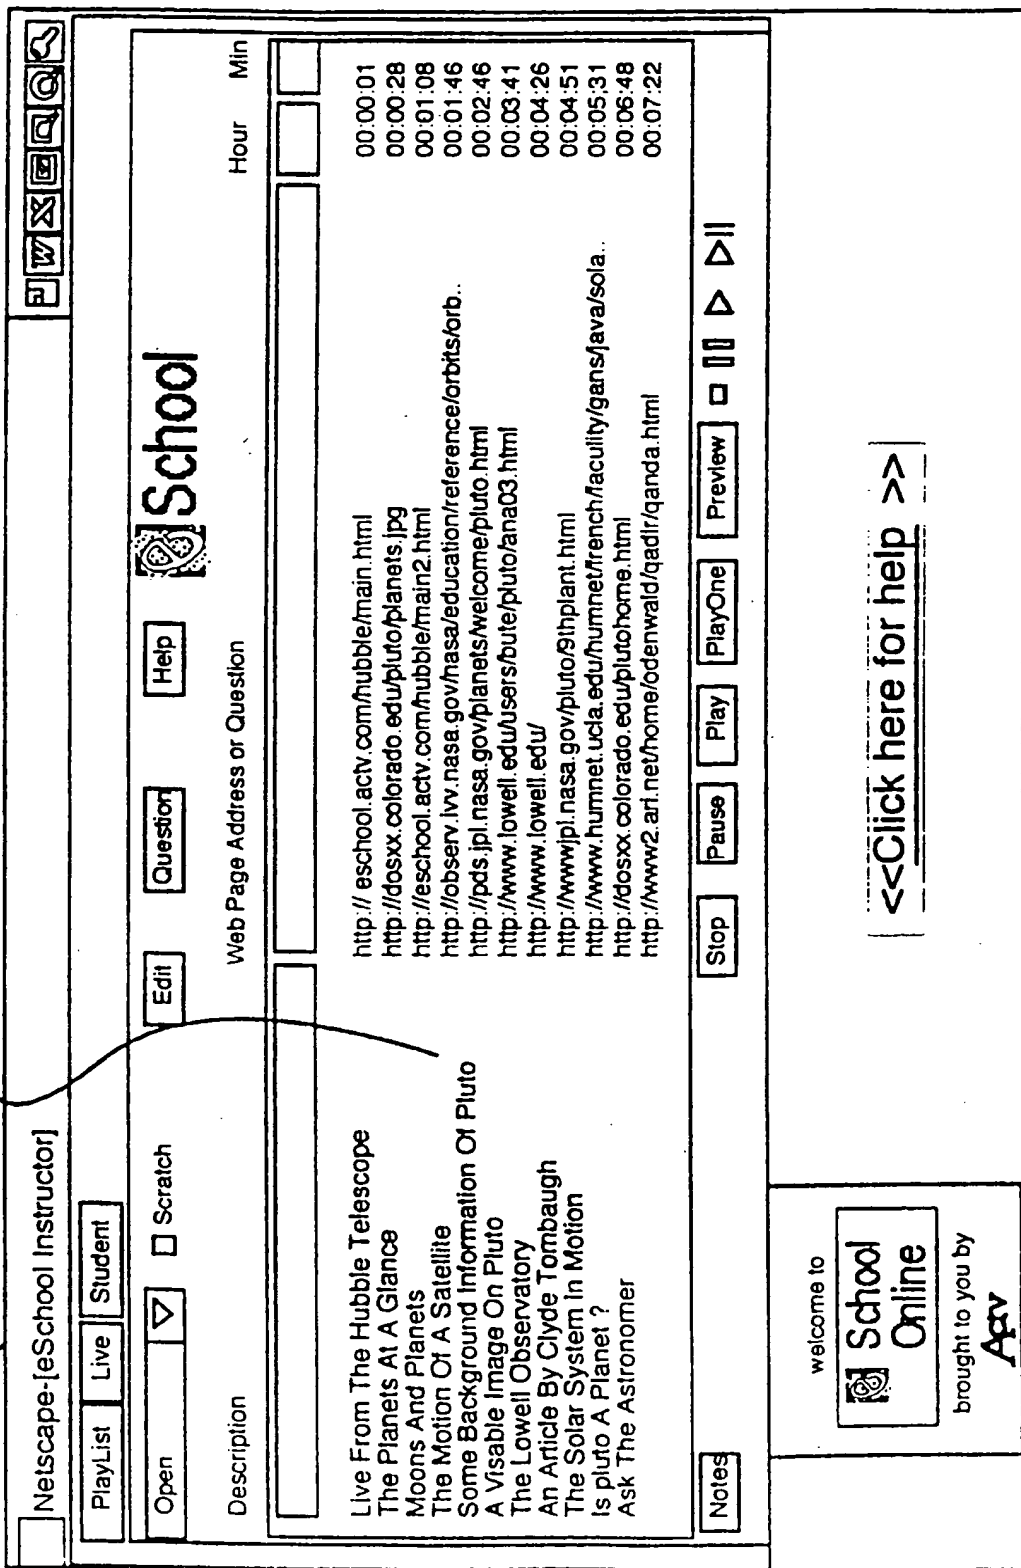 Netscape-[eSchool Instructor]
PlayList Live Student
Open Scratch Edit Question Help School
Description Web Page Address or Question Hour Min
Live From The Hubble Telescope http:// eschool.actv.com/hubble/main.html 00:00:01
The Planets At A Glance http://dosxx.colorado.edu/pluto/planets.jpg 00:00:28
Moons And Planets http://eschool.actv.com/hubble/main2.html 00:01:08
The Motion Of A Satellite http://observ.ivv.nasa.gov/nasa/education/reference/orbits/orb.. 00:01:46
Some Background Information Of Pluto http://pds.jpl.nasa.gov/planets/welcome/pluto.html 00:02:46
A Visable Image On Pluto http://www.lowell.edu/users/bute/pluto/ana03.html 00:03:41
The Lowell Observatory http://www.lowell.edu/ 00:04:26
An Article By Clyde Tombaugh http://wwwjpl.nasa.gov/pluto/9thplant.html 00:04:51
The Solar System In Motion http://www.humnet.ucla.edu/humnet/french/faculity/gans/java/sola.. 00:05:31
Is pluto A Planet ? http://dosxx.colorado.edu/plutohome.html 00:06:48
Ask The Astronomer http://www2.ari.net/home/odenwald/qadir/qanda.html 00:07:22
Notes Stop Pause Play PlayOne Preview
welcome to
School
Online
brought to you by
Actv
<<Click here for help >>